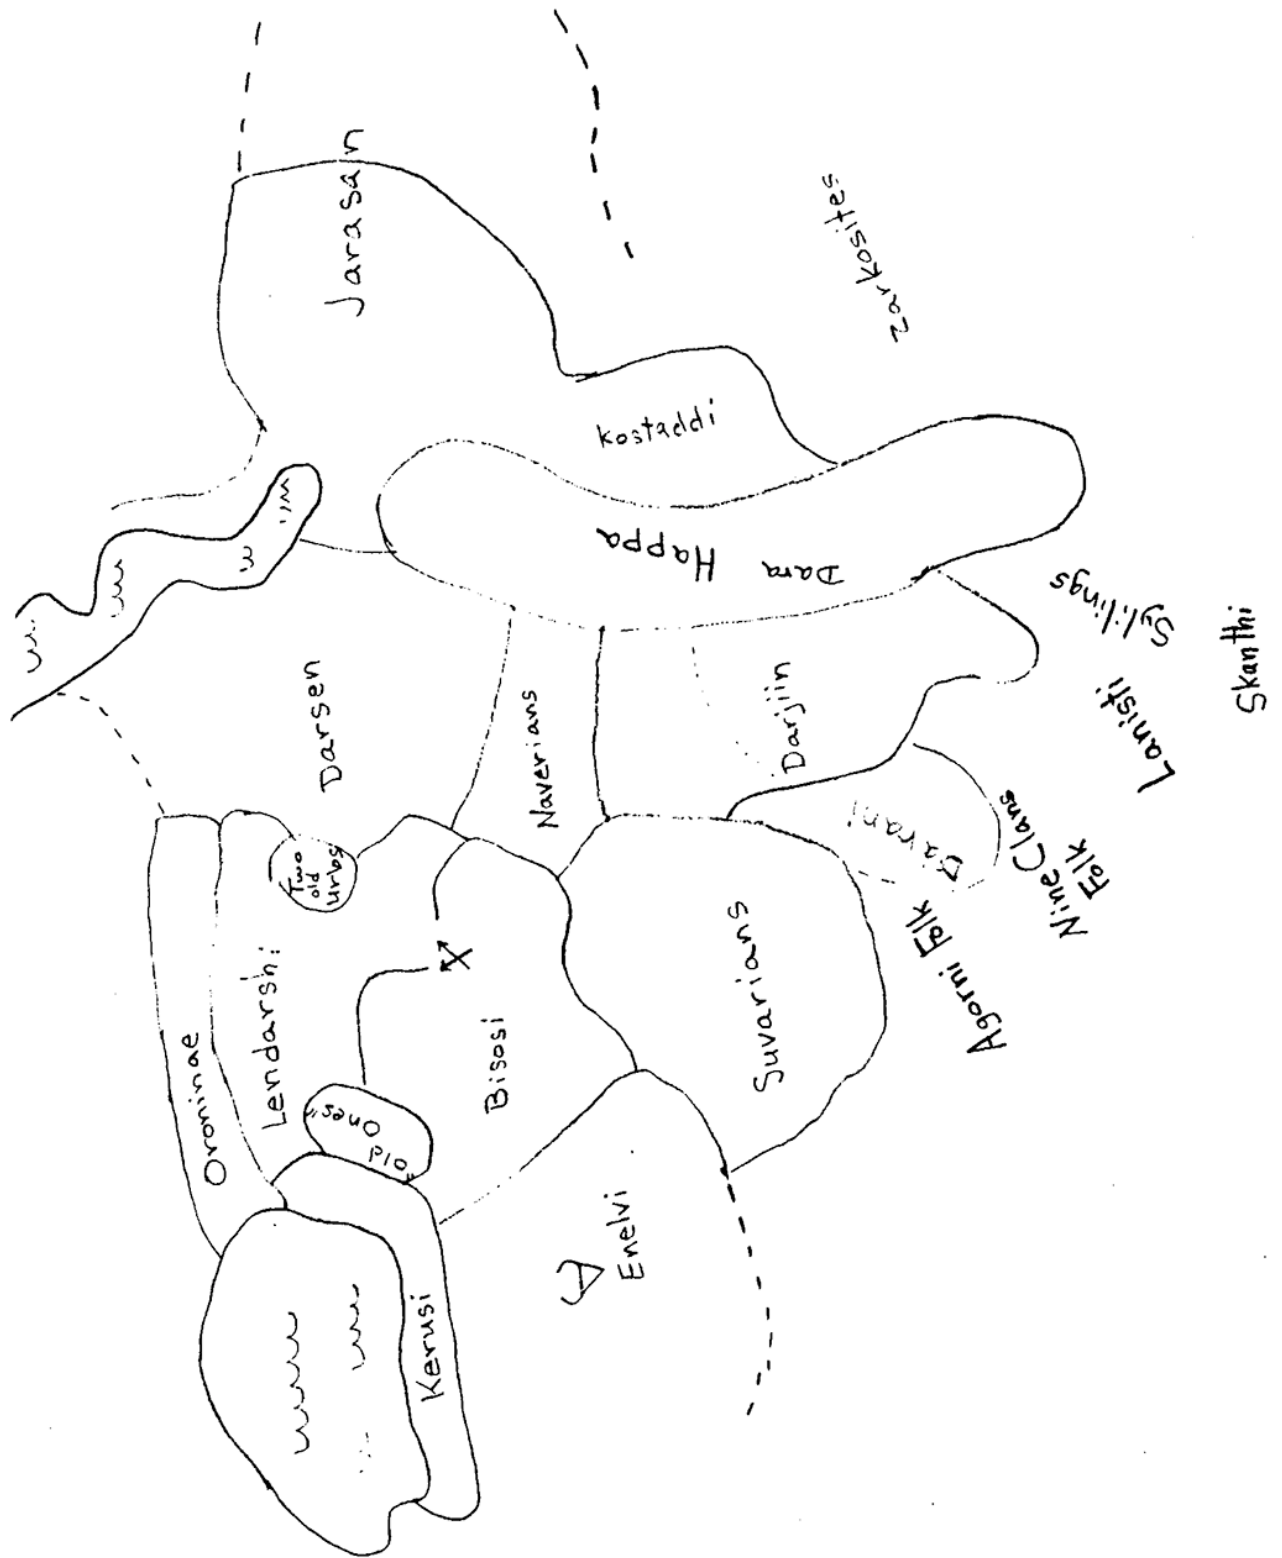 Orominae
Lendarshi
Two
old
urbs
"old
Ones"
Darsen
Jarasan
Kerusi
Bisosi
Naverians
Enelvi
Kostaddi
Dara Happa
Suvarians
Darjiin
Zarkosites
Agorni Folk
Nine Clans
Folk
Lanisti
Sylilings
Skanthi